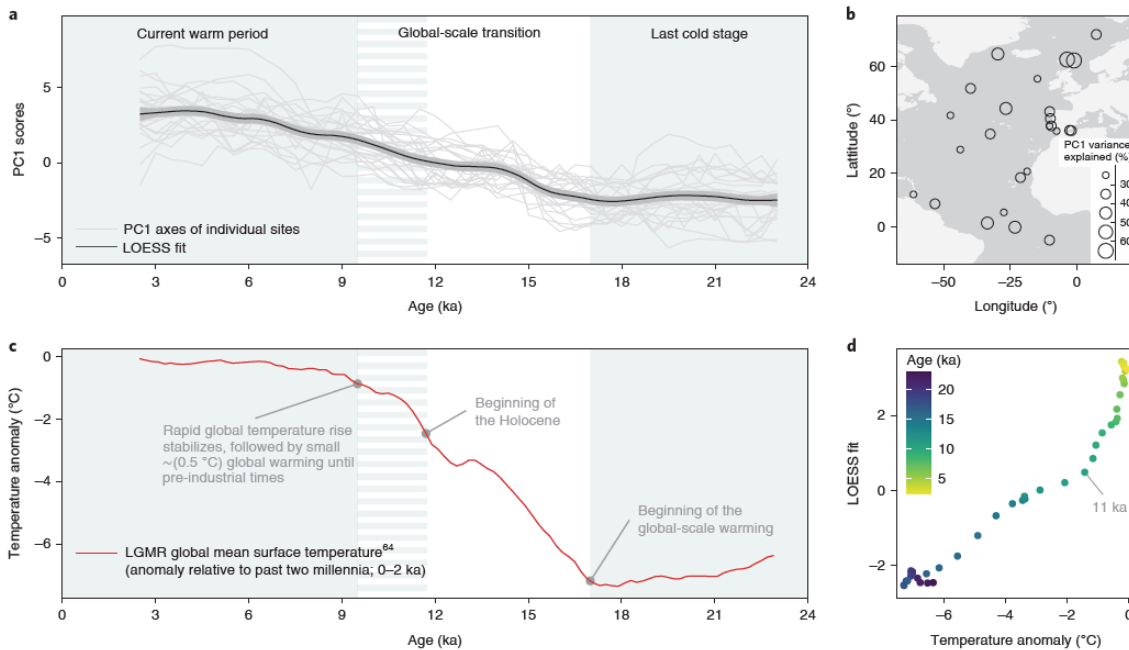 a
Current warm period
Global-scale transition
Last cold stage
5
0
−5
PC1 scores
PC1 axes of individual sites
LOESS fit
0
3
6
9
12
15
18
21
24
Age (ka)
b
60
40
20
0
Lattitude (°)
PC1 variance
explained (%)
30
40
50
60
−50
−25
0
Longitude (°)
c
0
−2
−4
−6
Temperature anomaly (°C)
Rapid global temperature rise
stabilizes, followed by small
~(0.5 °C) global warming until
pre-industrial times
Beginning of
the Holocene
Beginning of the
global-scale warming
LGMR global mean surface temperature⁶⁴
(anomaly relative to past two millennia; 0–2 ka)
0
3
6
9
12
15
18
21
24
Age (ka)
d
Age (ka)
20
15
10
5
2
0
−2
LOESS fit
11 ka
−6
−4
−2
0
Temperature anomaly (°C)